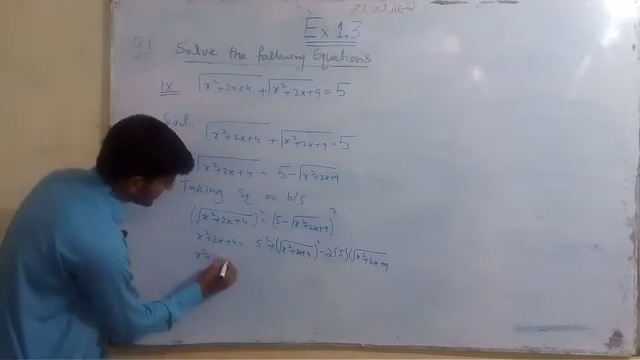 Ex 1.3
Q1 Solve the following Equations
IX √x²+2x+4 + √x²+2x+9 = 5
√x²+2x+4 + √x²+2x+9 = 5
√x²+2x+4 = 5 - √x²+2x+9
Taking Sq on b/s
(√x²+2x+4)² = (5 - √x²+2x+9)²
x²+2x+4 = 5² + (√x²+2x+9)² - 2(5)(√x²+2x+9
x²+2x